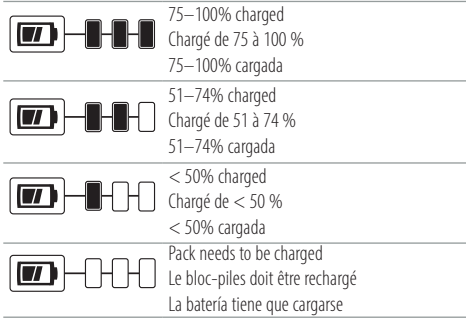 75–100% charged
Chargé de 75 à 100 %
75–100% cargada
51–74% charged
Chargé de 51 à 74 %
51–74% cargada
< 50% charged
Chargé de < 50 %
< 50% cargada
Pack needs to be charged
Le bloc-piles doit être rechargé
La batería tiene que cargarse